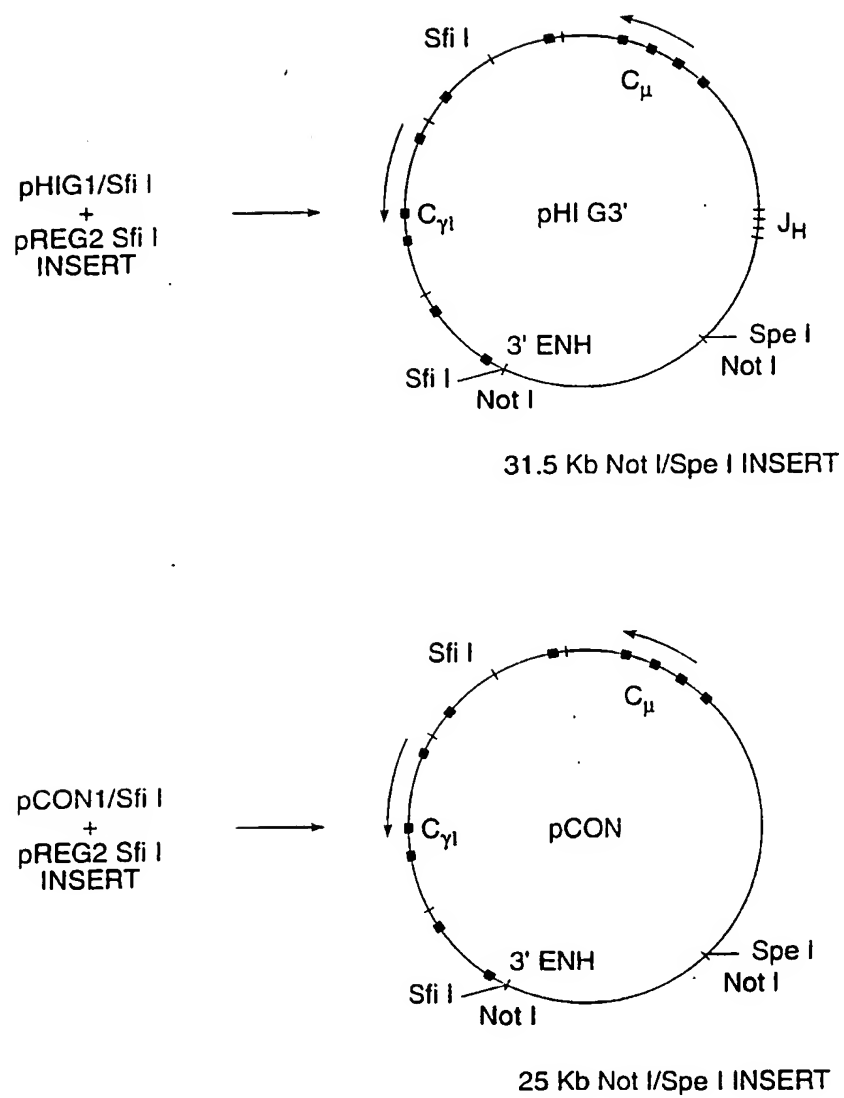 Sfi I
Cμ
pHIG1/Sfi I
+
pREG2 Sfi I
INSERT
CγI
pHI G3'
JH
3' ENH
Spe I
Sfi I
Not I
Not I
31.5 Kb Not I/Spe I INSERT
Sfi I
Cμ
pCON1/Sfi I
+
pREG2 Sfi I
INSERT
CγI
pCON
3' ENH
Spe I
Sfi I
Not I
Not I
25 Kb Not I/Spe I INSERT